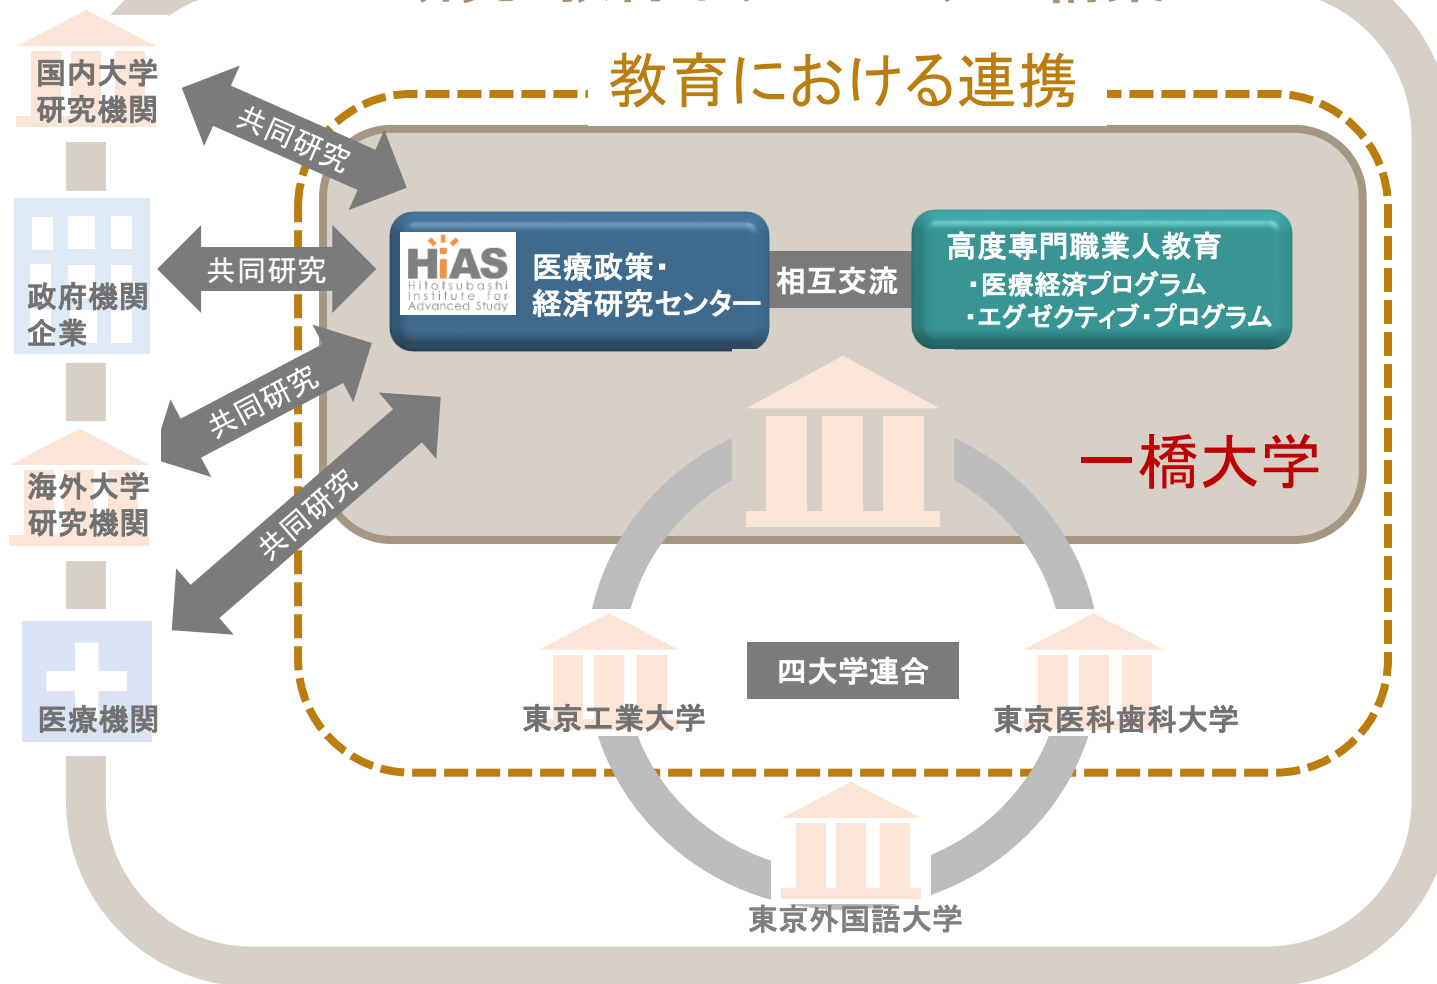 教育における連携
国内大学
研究機関
共同研究
政府機関
企業
共同研究
HiAS
Hitotsubashi
Institute for
Advanced Study
医療政策・
経済研究センター
相互交流
高度専門職業人教育
・医療経済プログラム
・エグゼクティブ・プログラム
共同研究
海外大学
研究機関
共同研究
一橋大学
医療機関
四大学連合
東京工業大学
東京医科歯科大学
東京外国語大学